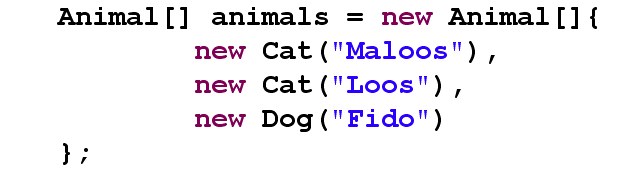 Animal[] animals = new Animal[]{
new Cat("Maloos"),
new Cat("Loos"),
new Dog("Fido")
};